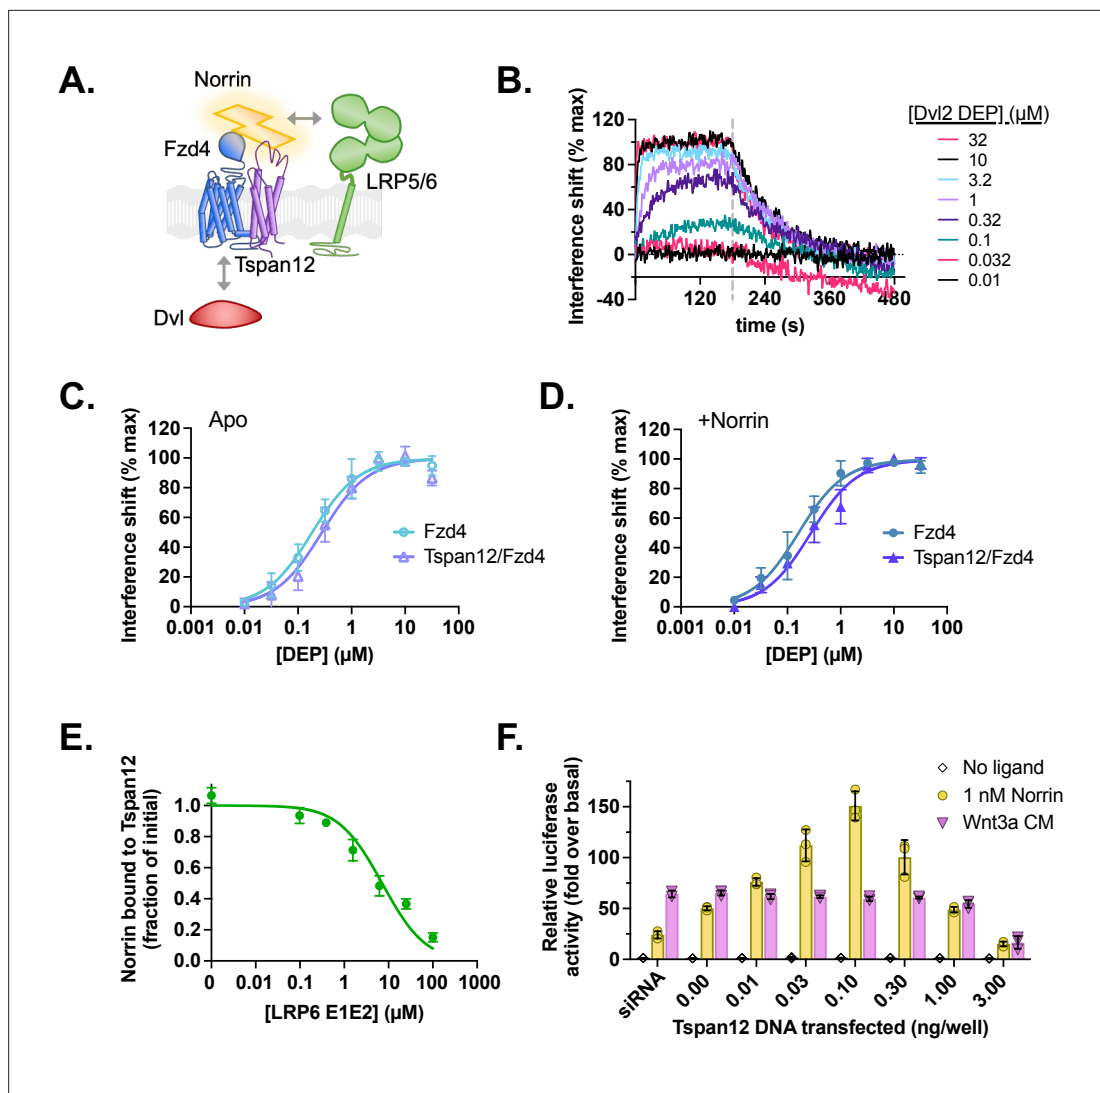 A.
Norrin
Fzd4
LRP5/6
Tspan12
Dvl
B.
Interference shift (% max)
120
80
40
0
-40
120
240
360
480
time (s)
[Dvl2 DEP] (µM)
32
10
3.2
1
0.32
0.1
0.032
0.01
C.
Apo
Interference shift (% max)
120
100
80
60
40
20
0
0.001
0.01
0.1
1
10
100
[DEP] (µM)
Fzd4
Tspan12/Fzd4
D.
+Norrin
Interference shift (% max)
120
100
80
60
40
20
0
0.001
0.01
0.1
1
10
100
[DEP] (µM)
Fzd4
Tspan12/Fzd4
E.
Norrin bound to Tspan12
(fraction of initial)
1.0
0.8
0.6
0.4
0.2
0.0
0
0.01
0.1
1
10
100
1000
[LRP6 E1E2] (µM)
F.
Relative luciferase
activity (fold over basal)
150
100
50
0
siRNA
0.00
0.01
0.03
0.10
0.30
1.00
3.00
Tspan12 DNA transfected (ng/well)
No ligand
1 nM Norrin
Wnt3a CM